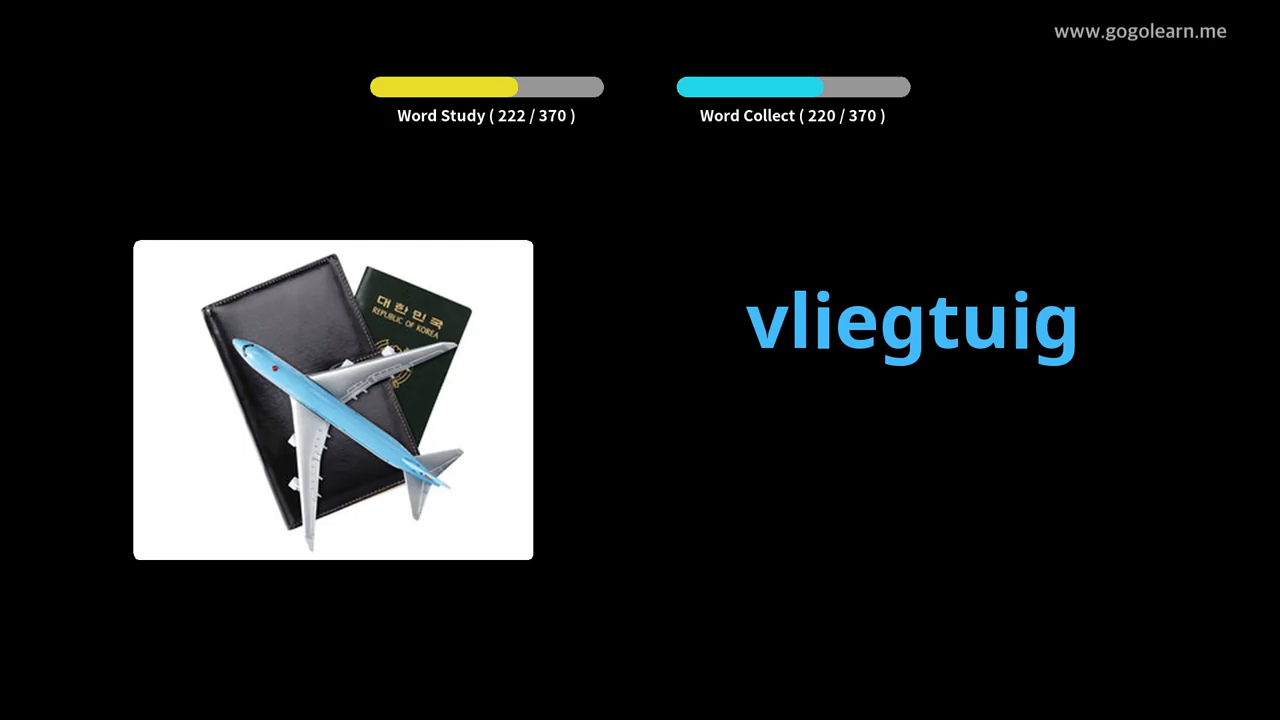 www.gogolearn.me
Word Study ( 222 / 370 )
Word Collect ( 220 / 370 )
대한민국
REPUBLIC OF KOREA
vliegtuig